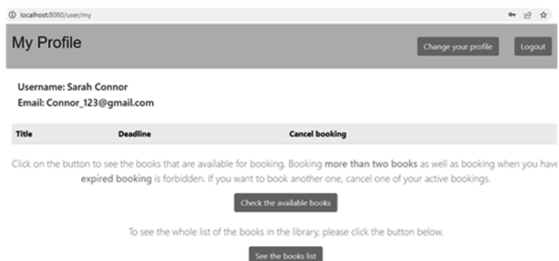 localhost:8080/user/my
My Profile
Change your profile
Logout
Username: Sarah Connor
Email: Connor_123@gmail.com
Title Deadline Cancel booking
Click on the button to see the books that are available for booking. Booking more than two books as well as booking when you have
expired booking is forbidden. If you want to book another one, cancel one of your active bookings.
Check the available books
To see the whole list of the books in the library, please click the button below.
See the books list